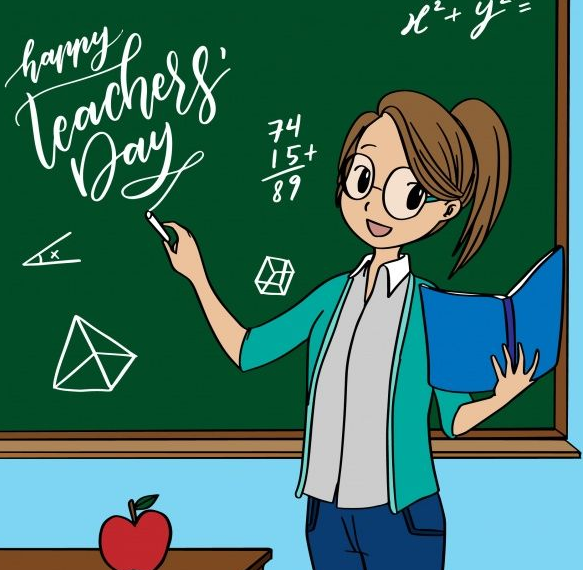 happy
Teachers'
Day
x² + y² =
74
15+
89
x